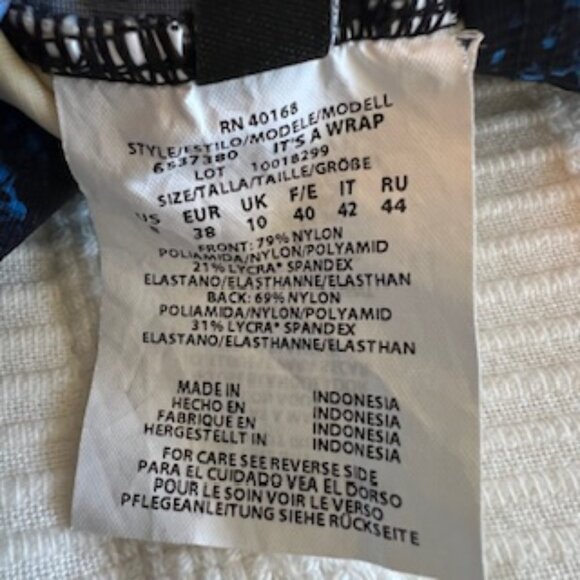 RN 40168
STYLE/ESTILO/MODELE/MODELL
6537380 IT'S A WRAP
LOT 10018299
SIZE/TALLA/TAILLE/GRÖBE
US EUR UK F/E IT RU
38 10 40 42 44
FRONT: 79% NYLON
POLIAMIDA/NYLON/POLYAMID
21% LYCRA* SPANDEX
ELASTANO/ELASTHANNE/ELASTHAN
BACK: 69% NYLON
POLIAMIDA/NYLON/POLYAMID
31% LYCRA* SPANDEX
ELASTANO/ELASTHANNE/ELASTHAN
MADE IN INDONESIA
HECHO EN INDONESIA
FABRIQUE EN INDONESIA
HERGESTELLT IN INDONESIA
FOR CARE SEE REVERSE SIDE
PARA EL CUIDADO VEA EL DORSO
POUR LE SOIN VOIR LE VERSO
PFLEGEANLEITUNG SIEHE RÜCKSEITE